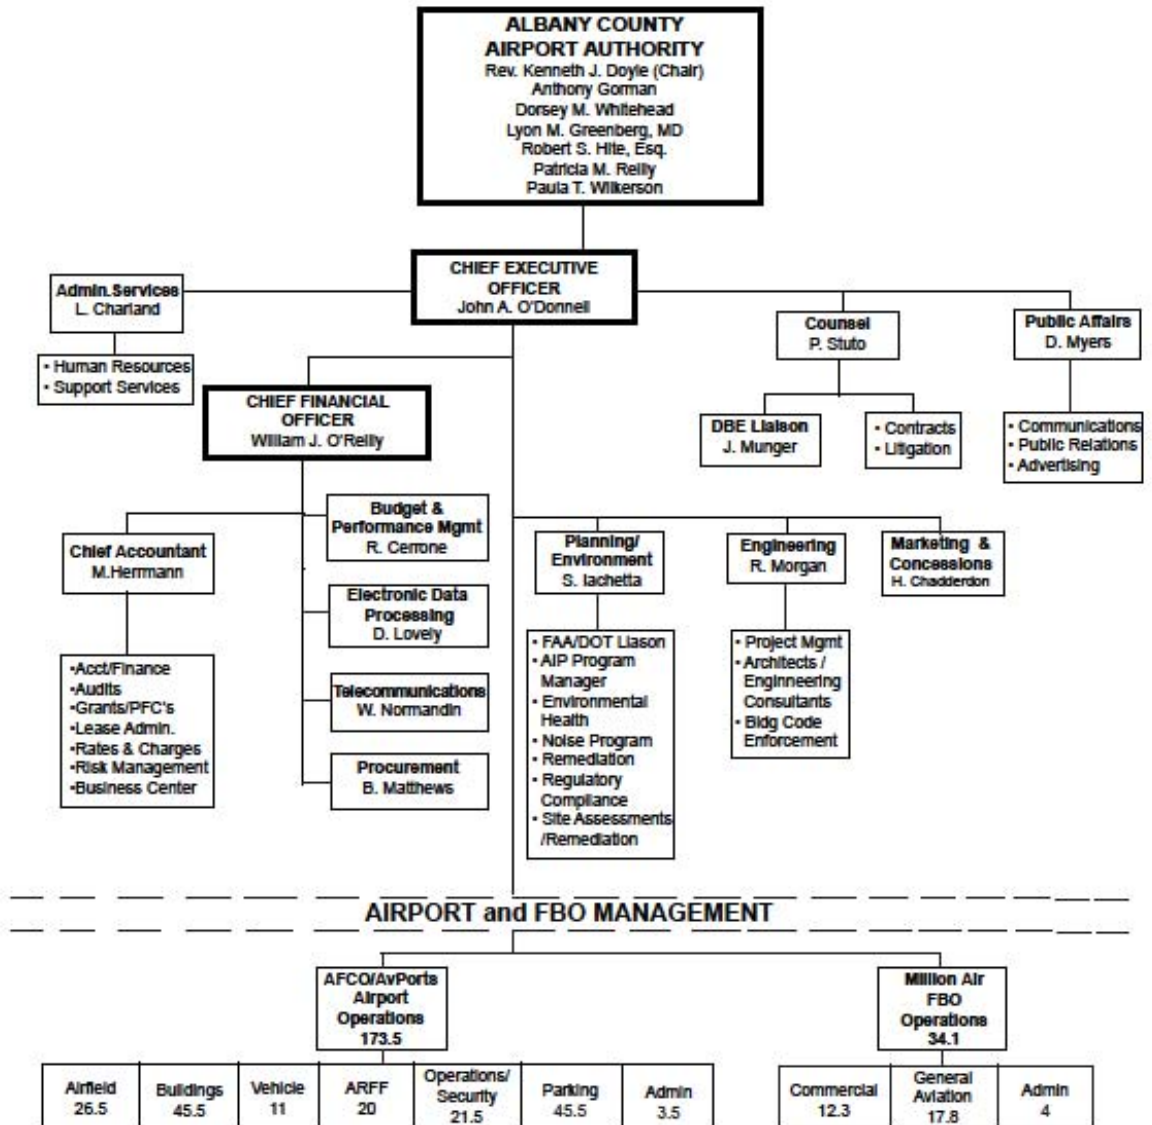 ALBANY COUNTY
AIRPORT AUTHORITY
Rev. Kenneth J. Doyle (Chair)
Anthony Gorman
Dorsey M. Whitehead
Lyon M. Greenberg, MD
Robert S. Hite, Esq.
Patricia M. Reilly
Paula T. Wilkerson
CHIEF EXECUTIVE
OFFICER
John A. O'Donnell
Admin.Services
L. Charland
• Human Resources
• Support Services
Counsel
P. Stuto
Public Affairs
D. Myers
DBE Liaison
J. Munger
• Contracts
• Litigation
• Communications
• Public Relations
• Advertising
CHIEF FINANCIAL
OFFICER
William J. O'Reilly
Chief Accountant
M.Herrmann
•Acct/Finance
•Audits
•Grants/PFC's
•Lease Admin.
•Rates & Charges
•Risk Management
•Business Center
Budget &
Performance Mgmt
R. Cerrone
Electronic Data
Processing
D. Lovely
Telecommunications
W. Normandin
Procurement
B. Matthews
Planning/
Environment
S. Iachetta
• FAA/DOT Liason
• AIP Program
Manager
• Environmental
Health
• Noise Program
• Remediation
• Regulatory
Compliance
• Site Assessments
/Remediation
Engineering
R. Morgan
• Project Mgmt
• Architects /
Enginneering
Consultants
• Bldg Code
Enforcement
Marketing &
Concessions
H. Chadderdon
AIRPORT and FBO MANAGEMENT
AFCO/AvPorts
Airport
Operations
173.5
Airfield
26.5
Buildings
45.5
Vehicle
11
ARFF
20
Operations/
Security
21.5
Parking
45.5
Admin
3.5
Million Air
FBO
Operations
34.1
Commercial
12.3
General
Aviation
17.8
Admin
4